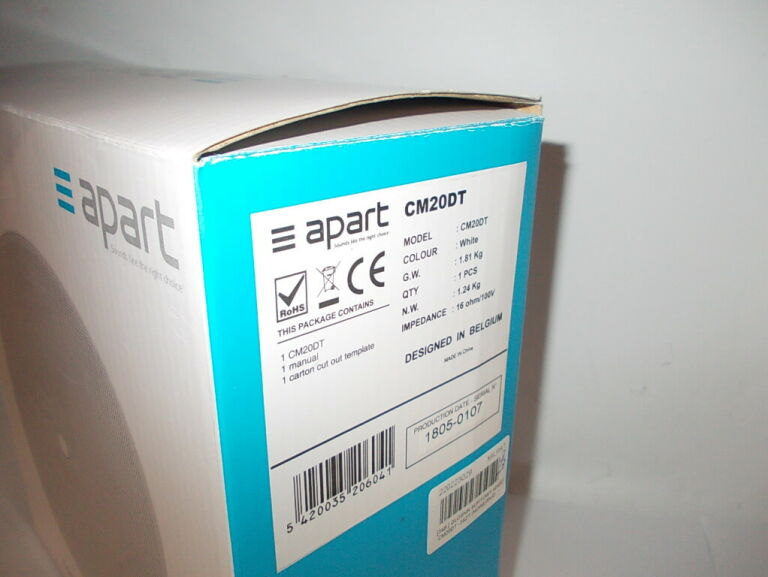 apart
Sounds like the right choice
apart
Sounds like the right choice
CM20DT
MODEL : CM20DT
COLOUR : White
G.W. : 1.81 Kg
QTY : 1 PCS
N.W. : 1.24 Kg
IMPEDANCE : 16 ohm/100V
RoHS
CE
THIS PACKAGE CONTAINS
1 CM20DT
1 manual
1 carton cut out template
DESIGNED IN BELGIUM
MADE IN China
PRODUCTION DATE - SERIAL N°
1805-0107
5 420035 206041